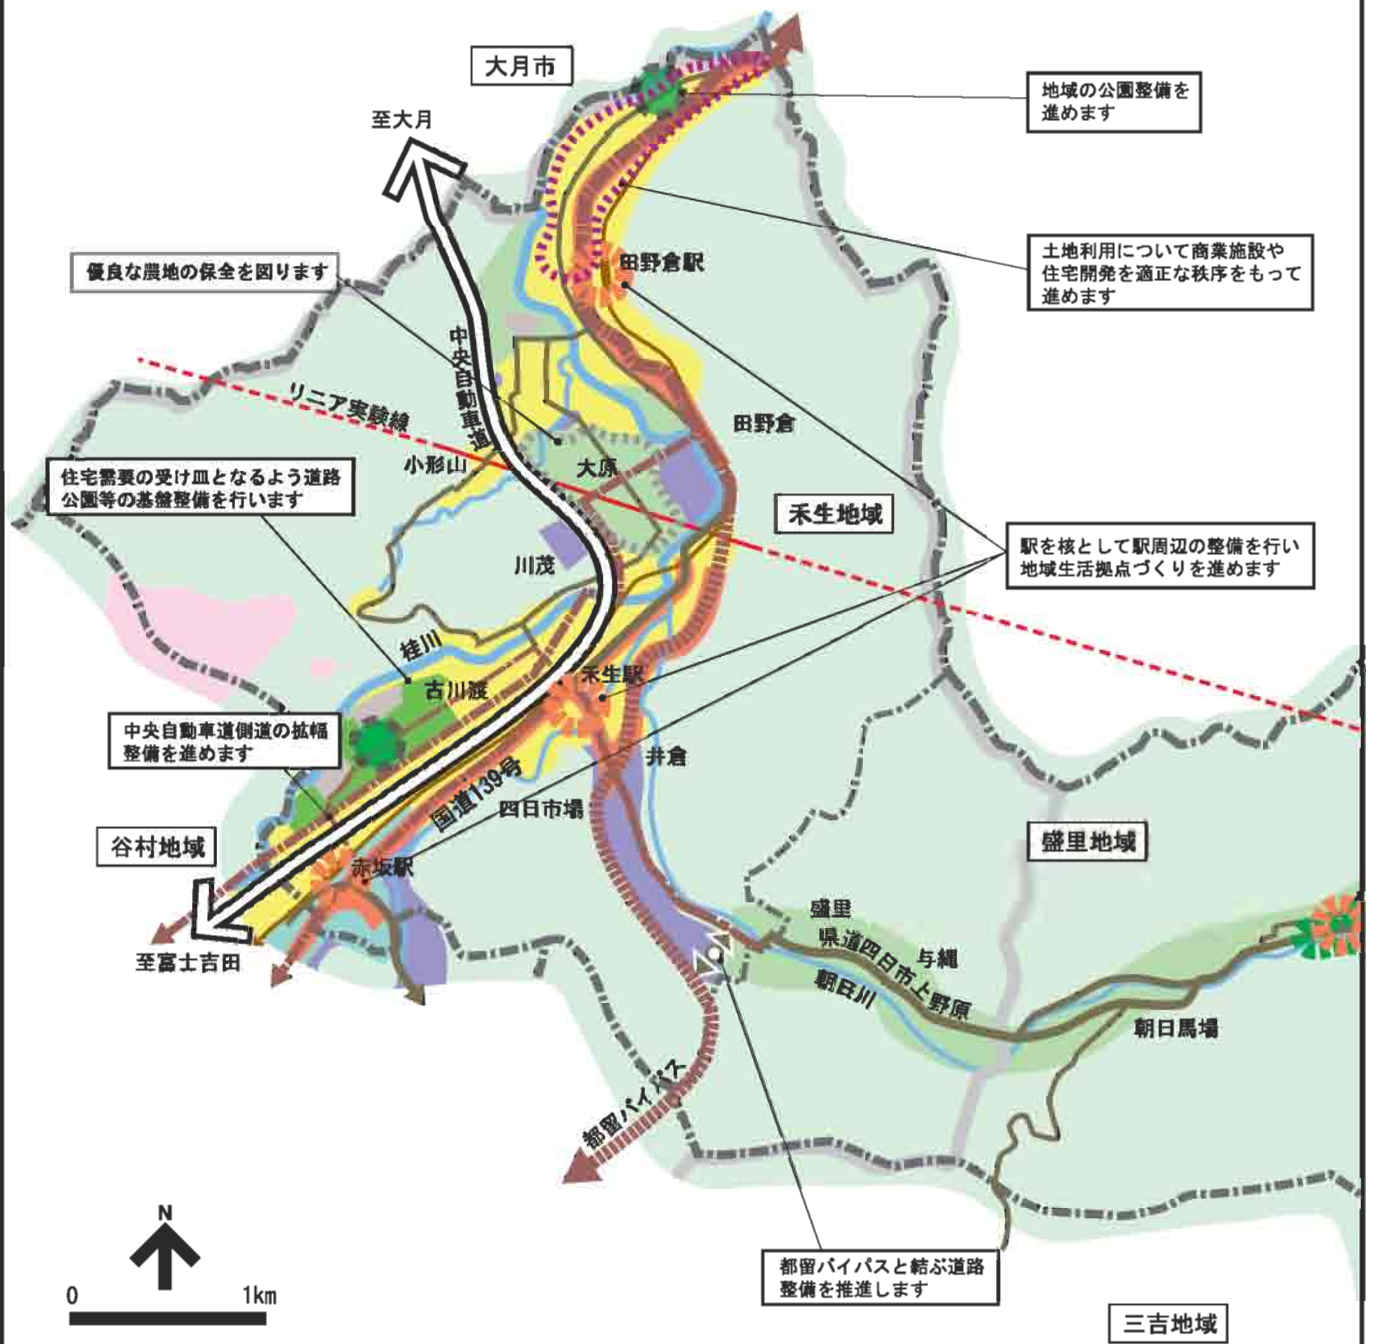 大月市
地域の公園整備を
進めます
至大月
土地利用について商業施設や
住宅開発を適正な秩序をもって
進めます
優良な農地の保全を図ります
田野倉駅
中央自動車道
リニア実験線
田野倉
小形山
大原
住宅需要の受け皿となるよう道路
公園等の基盤整備を行います
禾生地域
駅を核として駅周辺の整備を行い
地域生活拠点づくりを進めます
川茂
桂川
禾生駅
古川渡
中央自動車道側道の拡幅
整備を進めます
井倉
国道139号
四日市場
谷村地域
盛里地域
赤坂駅
盛里
県道四日市上野原
与縄
至富士吉田
朝日川
朝日馬場
都留バイパス
N
0 1km
都留バイパスと結ぶ道路
整備を推進します
三吉地域